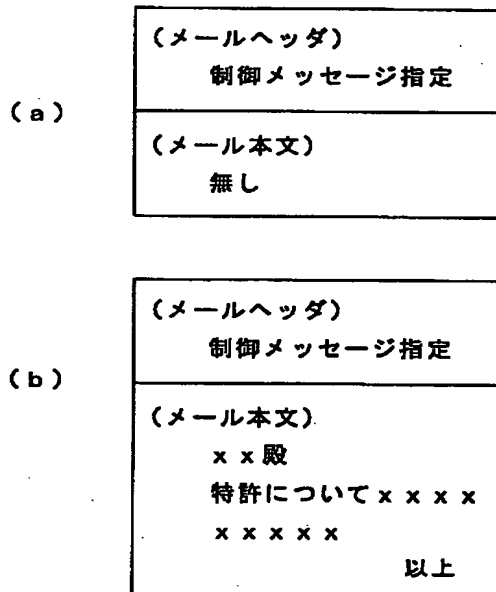 (a)
(メールヘッダ)
制御メッセージ指定
(メール本文)
無し
(b)
(メールヘッダ)
制御メッセージ指定
(メール本文)
xx殿
特許についてxxxx
xxxxx
以上